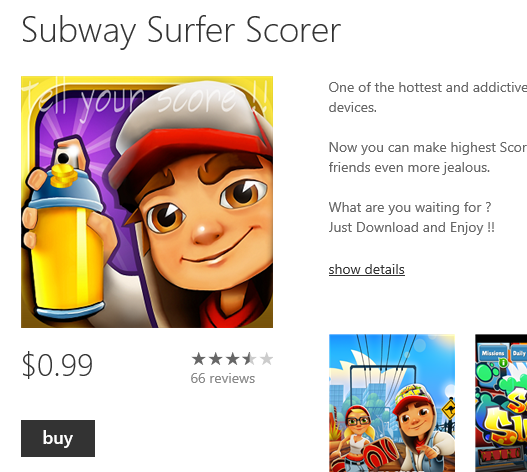 Subway Surfer Scorer
Tell your score !!
One of the hottest and addictive
devices.
Now you can make highest Scor
friends even more jealous.
What are you waiting for ?
Just Download and Enjoy !!
show details
$0.99
66 reviews
buy
Missions
Daily